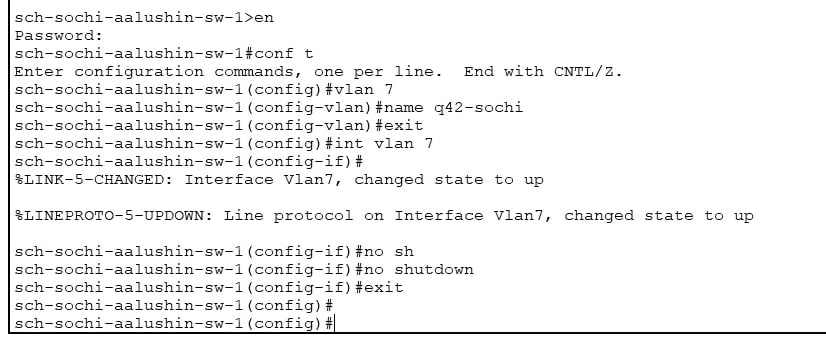 sch-sochi-aalushin-sw-1>en
Password:
sch-sochi-aalushin-sw-1#conf t
Enter configuration commands, one per line.  End with CNTL/Z.
sch-sochi-aalushin-sw-1(config)#vlan 7
sch-sochi-aalushin-sw-1(config-vlan)#name q42-sochi
sch-sochi-aalushin-sw-1(config-vlan)#exit
sch-sochi-aalushin-sw-1(config)#int vlan 7
sch-sochi-aalushin-sw-1(config-if)#
%LINK-5-CHANGED: Interface Vlan7, changed state to up

%LINEPROTO-5-UPDOWN: Line protocol on Interface Vlan7, changed state to up

sch-sochi-aalushin-sw-1(config-if)#no sh
sch-sochi-aalushin-sw-1(config-if)#no shutdown
sch-sochi-aalushin-sw-1(config-if)#exit
sch-sochi-aalushin-sw-1(config)#
sch-sochi-aalushin-sw-1(config)#